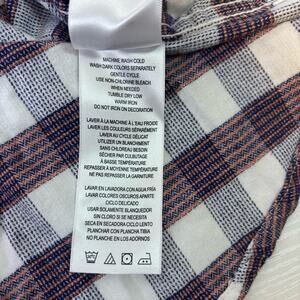 MACHINE WASH COLD
WASH DARK COLORS SEPARATELY
GENTLE CYCLE
USE NON-CHLORINE BLEACH
WHEN NEEDED
TUMBLE DRY LOW
WARM IRON
DO NOT IRON ON DECORATION
LAVER À LA MACHINE À L'EAU FROIDE
LAVER LES COULEURS SÉPARÉMENT
LAVER AU CYCLE DÉLICAT
UTILIZER UN BLANCHIMENT
SANS CHLORE AU BESOIN
SÉCHER PAR CULBUTAGE
À BASSE TEMPÉRATURE
REPASSER À MOYENNE TEMPÉRATURE
NE PAS REPASSER LA GARNITURE
LAVAR EN LAVADORA CON AGUA FRÍA
LAVAR COLORES OSCUROS APARTE
CICLO DELICADO
USAR SOLAMENTE BLANQUEADOR
SIN CLORO SI SE NECESITA
SECA EN SECADORA CICLO LENTO
PLANCHAR CON PLANCHA TIBIA
NO PLANCHE EN LOS ADORNOS